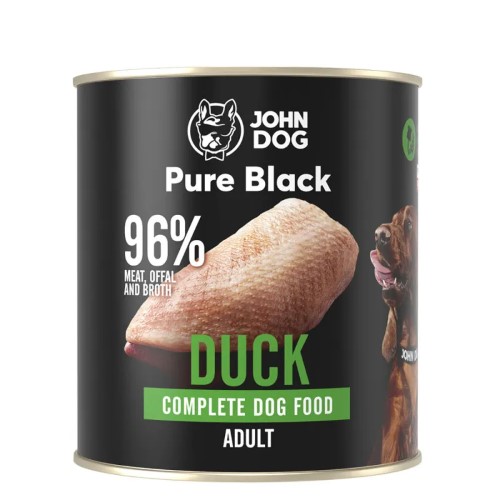 JOHN
DOG
Pure Black
96%
MEAT, OFFAL
AND BROTH
DUCK
COMPLETE DOG FOOD
ADULT